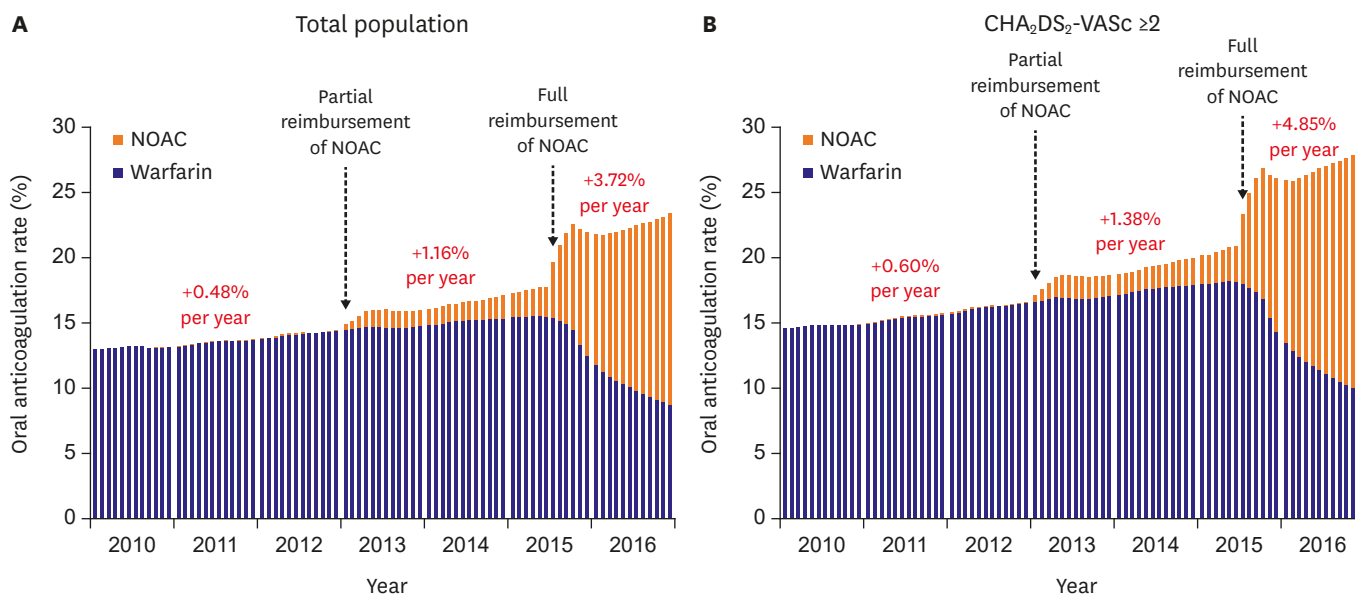 A
Total population
Partial
reimbursement
of NOAC
Full
reimbursement
of NOAC
NOAC
Warfarin
+0.48%
per year
+1.16%
per year
+3.72%
per year
Oral anticoagulation rate (%)
30
25
20
15
10
5
0
2010 2011 2012 2013 2014 2015 2016
Year
B
CHA₂DS₂-VASc ≥2
Partial
reimbursement
of NOAC
Full
reimbursement
of NOAC
NOAC
Warfarin
+0.60%
per year
+1.38%
per year
+4.85%
per year
Oral anticoagulation rate (%)
30
25
20
15
10
5
0
2010 2011 2012 2013 2014 2015 2016
Year